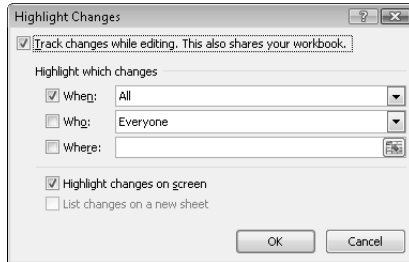 Highlight Changes
Track changes while editing. This also shares your workbook.
Highlight which changes
When: All
Who: Everyone
Where:
Highlight changes on screen
List changes on a new sheet
OK Cancel